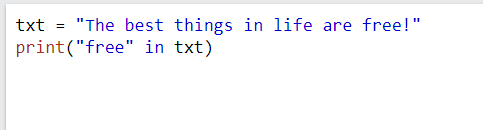 txt = "The best things in life are free!"
print("free" in txt)